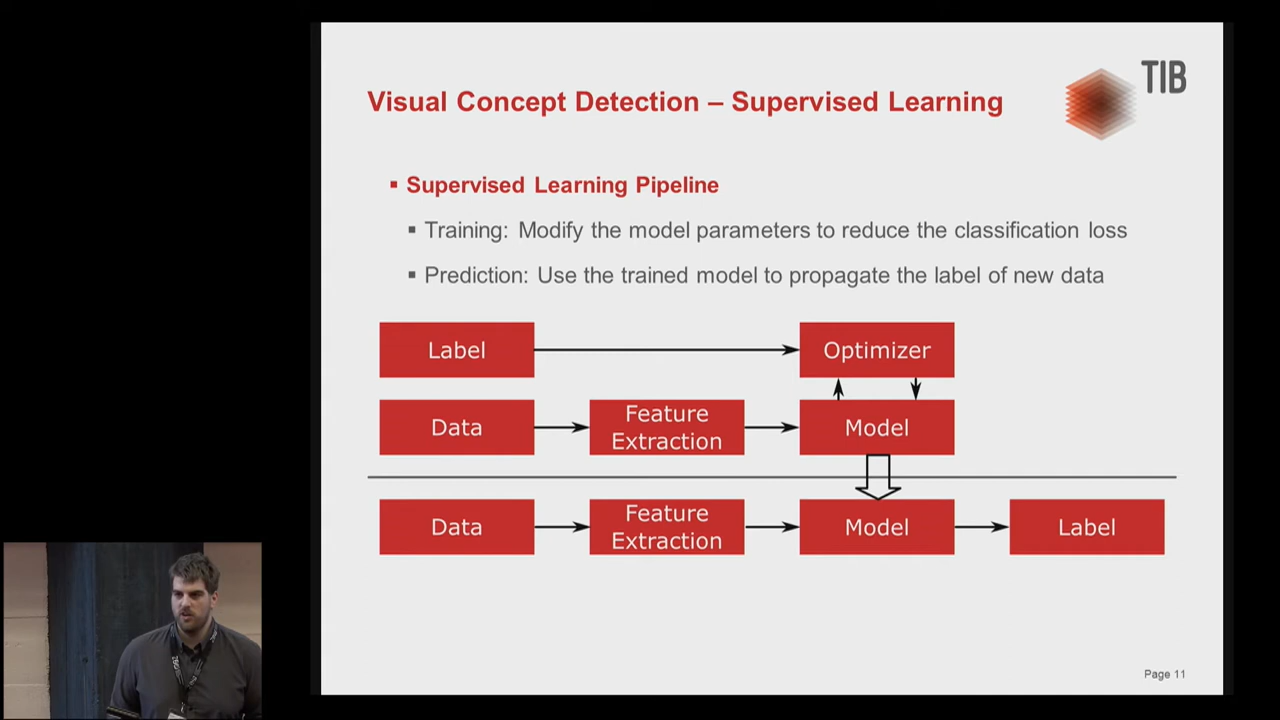 TIB
Visual Concept Detection – Supervised Learning
Supervised Learning Pipeline
Training: Modify the model parameters to reduce the classification loss
Prediction: Use the trained model to propagate the label of new data
Label
Optimizer
Data
Feature
Extraction
Model
Data
Feature
Extraction
Model
Label
Page 11